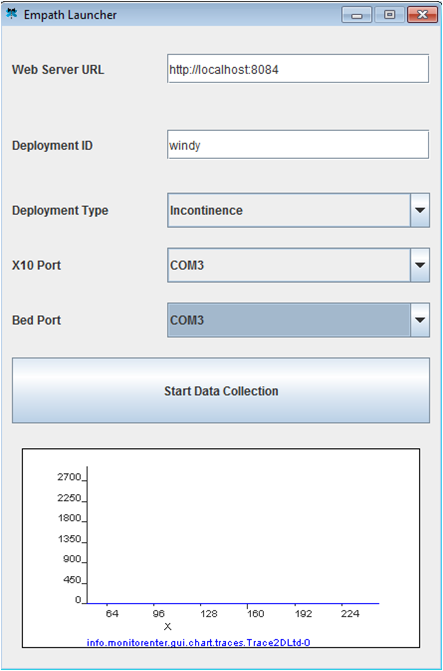 Empath Launcher
Web Server URL http://localhost:8084
Deployment ID windy
Deployment Type Incontinence
X10 Port COM3
Bed Port COM3
Start Data Collection
2700
2250
1800
1350
900
450
0
64 96 128 160 192 224
X
info.monitorenter.gui.chart.traces.Trace2DLtd-0